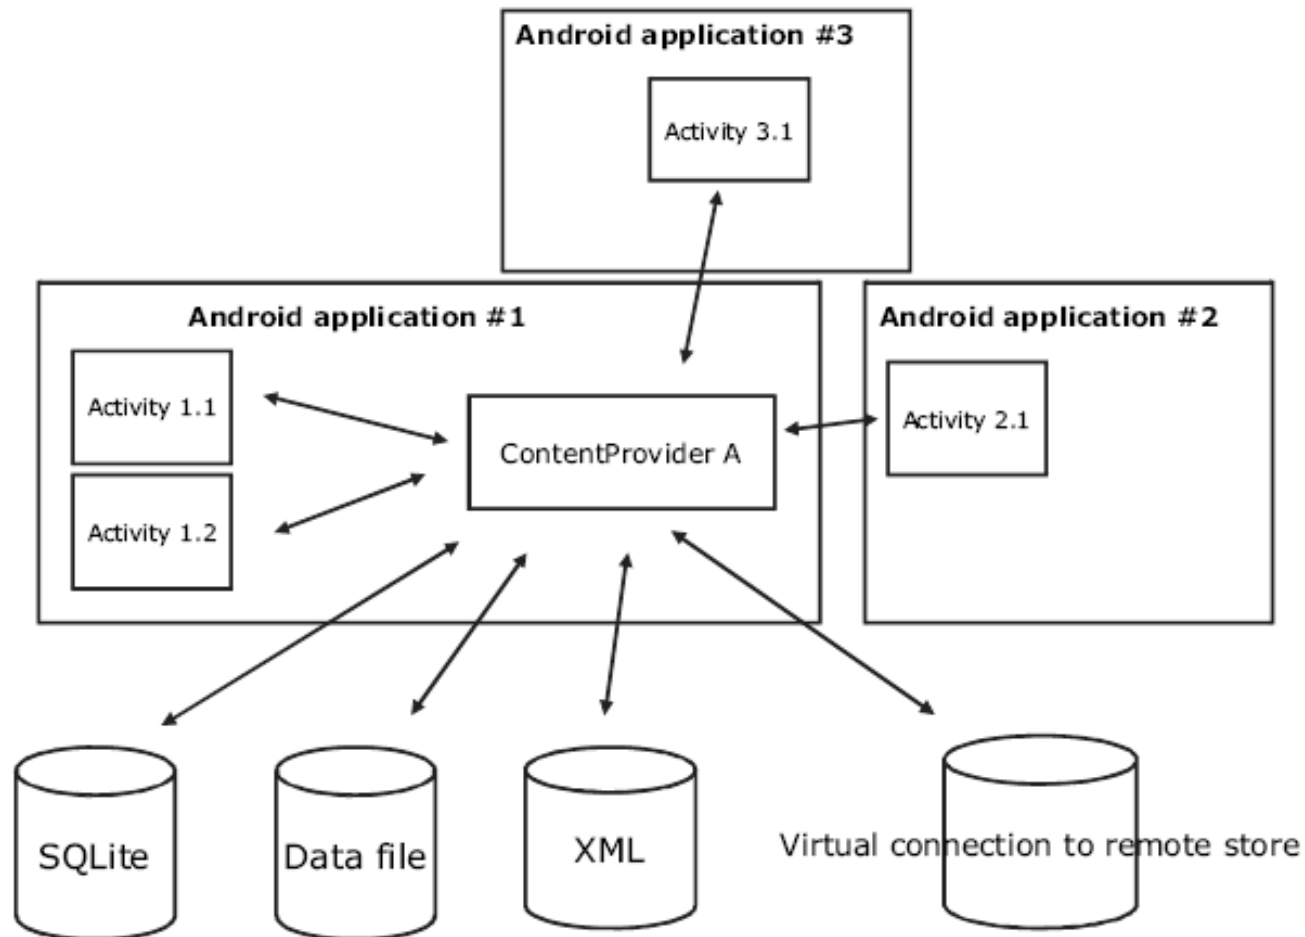 Android application #3
Activity 3.1
Android application #1
Android application #2
Activity 1.1
Activity 2.1
ContentProvider A
Activity 1.2
SQLite
Data file
XML
Virtual connection to remote store